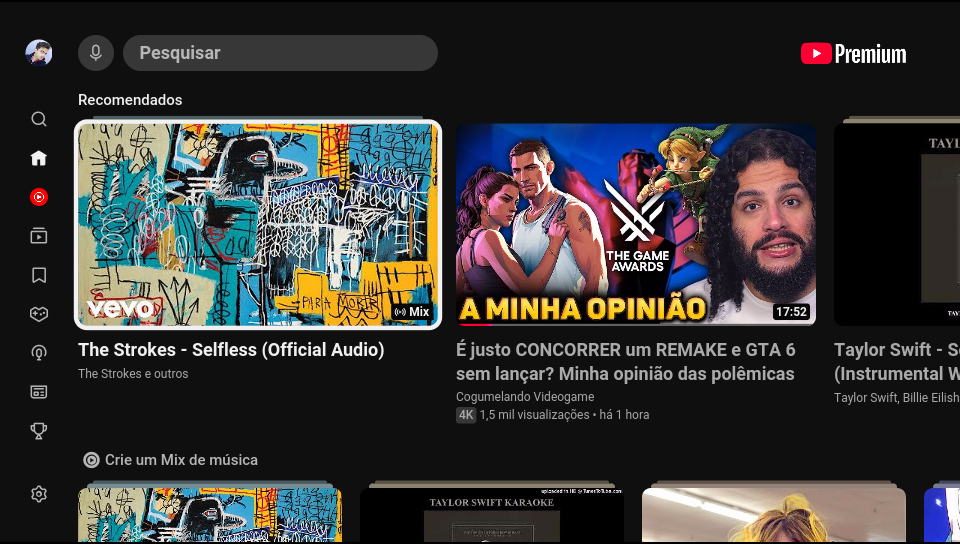 Pesquisar
Premium
Recomendados
PARA MORIR
vevo
Mix
THE GAME
AWARDS
A MINHA OPINIÃO
17:52
The Strokes - Selfless (Official Audio)
The Strokes e outros
É justo CONCORRER um REMAKE e GTA 6
sem lançar? Minha opinião das polêmicas
Cogumelando Videogame
4K 1,5 mil visualizações • há 1 hora
TAYL
Taylor Swift - S
(Instrumental W
Taylor Swift, Billie Eilish
Crie um Mix de música
TAYLOR SWIFT KARAOKE